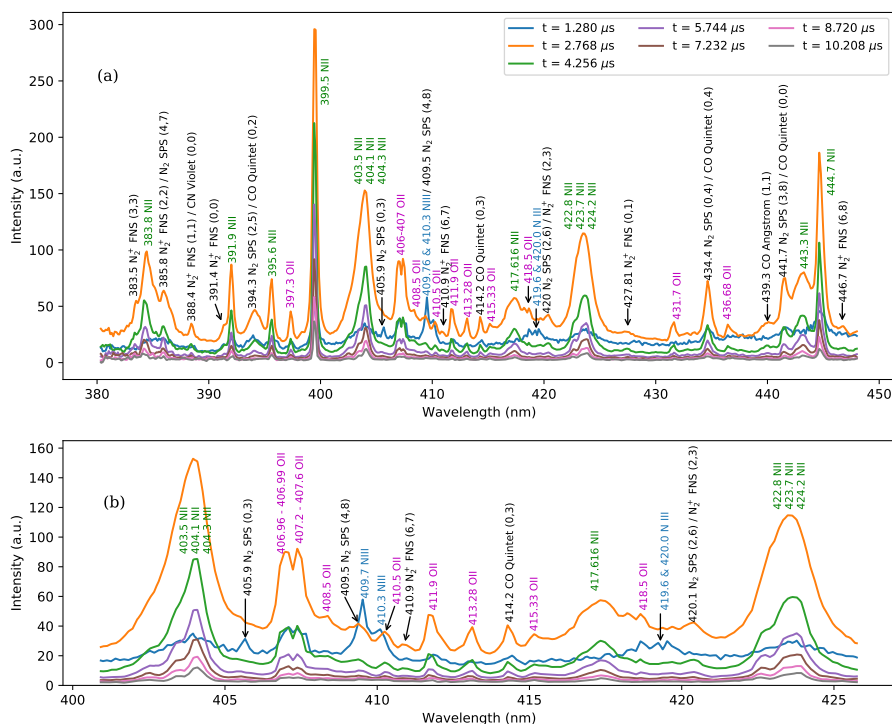 t = 1.280 μs
t = 2.768 μs
t = 4.256 μs
t = 5.744 μs
t = 7.232 μs
t = 8.720 μs
t = 10.208 μs
(a)
Intensity (a.u.)
300
250
200
150
100
50
0
383.5 N₂⁺ FNS (3,3)
383.8 NII
385.8 N₂⁺ FNS (2,2) / N₂ SPS (4,7)
388.4 N₂⁺ FNS (1,1) / CN Violet (0,0)
391.4 N₂⁺ FNS (0,0)
391.9 NII
394.3 N₂ SPS (2,5) / CO Quintet (0,2)
395.6 NII
397.3 OII
399.5 NII
403.5 NII
404.1 NII
404.3 NII
405.9 N₂ SPS (0,3)
406-407 OII
408.5 OII
409.76 & 410.3 NIII/ 409.5 N₂ SPS (4,8)
410.5 OII
410.9 N₂⁺ FNS (6,7)
411.9 OII
413.28 OII
414.2 CO Quintet (0,3)
415.33 OII
417.616 NII
418.5 OII
419.6 & 420.0 N III
420 N₂ SPS (2,6) / N₂⁺ FNS (2,3)
422.8 NII
423.7 NII
424.2 NII
427.81 N₂⁺ FNS (0,1)
431.7 OII
434.4 N₂ SPS (0,4) / CO Quintet (0,4)
436.68 OII
439.3 CO Angstrom (1,1)
441.7 N₂ SPS (3,8) / CO Quintet (0,0)
443.3 NII
444.7 NII
446.7 N₂⁺ FNS (6,8)
380 390 400 410 420 430 440 450
Wavelength (nm)
(b)
Intensity (a.u.)
160
140
120
100
80
60
40
20
0
403.5 NII
404.1 NII
404.3 NII
405.9 N₂ SPS (0,3)
406.96 - 406.99 OII
407.2 - 407.6 OII
408.5 OII
409.5 N₂ SPS (4,8)
409.7 NIII
410.3 NIII
410.5 OII
410.9 N₂⁺ FNS (6,7)
411.9 OII
413.28 OII
414.2 CO Quintet (0,3)
415.33 OII
417.616 NII
418.5 OII
419.6 & 420.0 N III
420.1 N₂ SPS (2,6) / N₂⁺ FNS (2,3)
422.8 NII
423.7 NII
424.2 NII
400 405 410 415 420 425
Wavelength (nm)